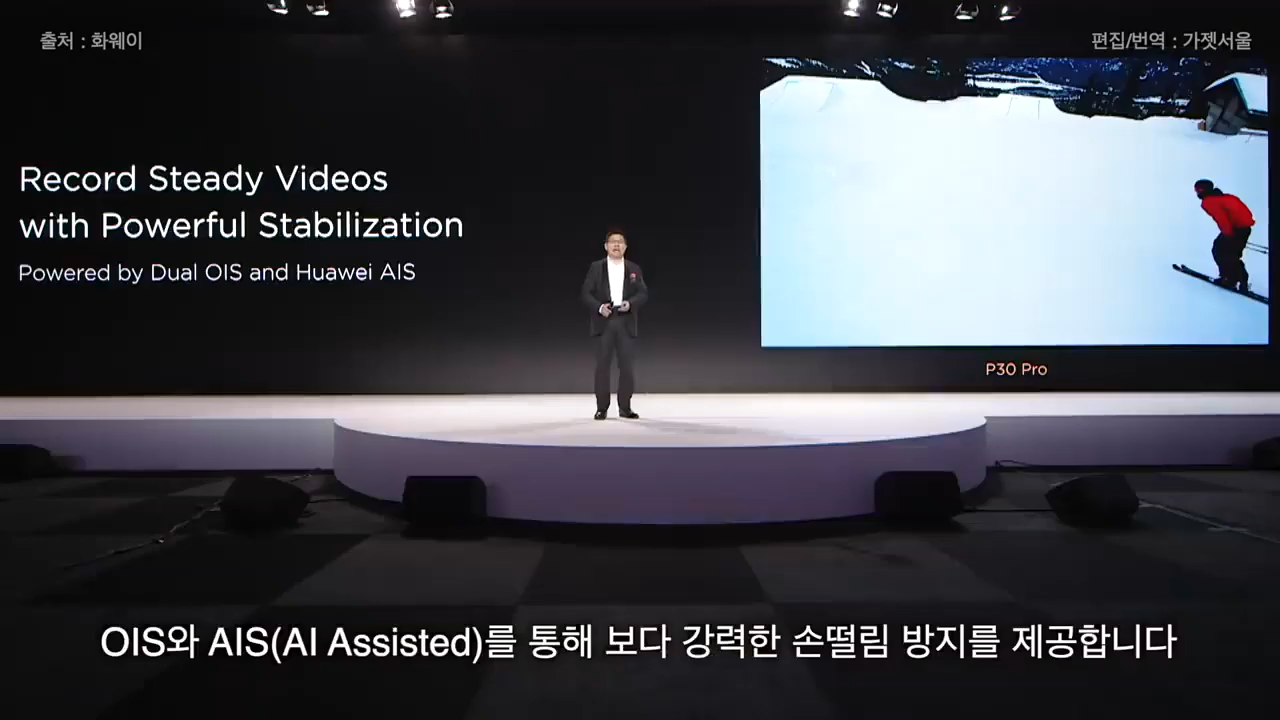 출처 : 화웨이
편집/번역 : 가젯서울
Record Steady Videos
with Powerful Stabilization
Powered by Dual OIS and Huawei AIS
P30 Pro
OIS와 AIS(AI Assisted)를 통해 보다 강력한 손떨림 방지를 제공합니다